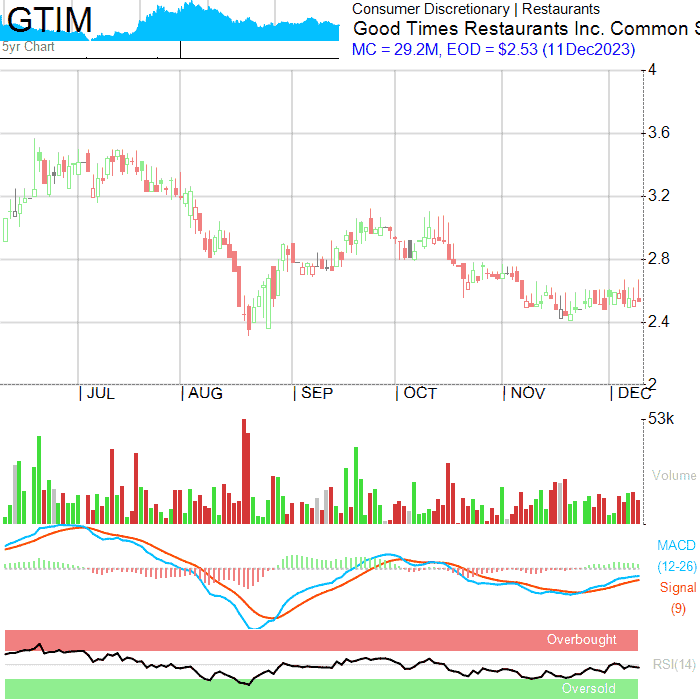 GTIM
5yr Chart
Consumer Discretionary | Restaurants
Good Times Restaurants Inc. Common S
MC = 29.2M, EOD = $2.53 (11Dec2023)
4
3.6
3.2
2.8
2.4
2
| JUL | AUG | SEP | OCT | NOV | DEC
53k
Volume
MACD
(12-26)
Signal
(9)
Overbought
RSI(14)
Oversold